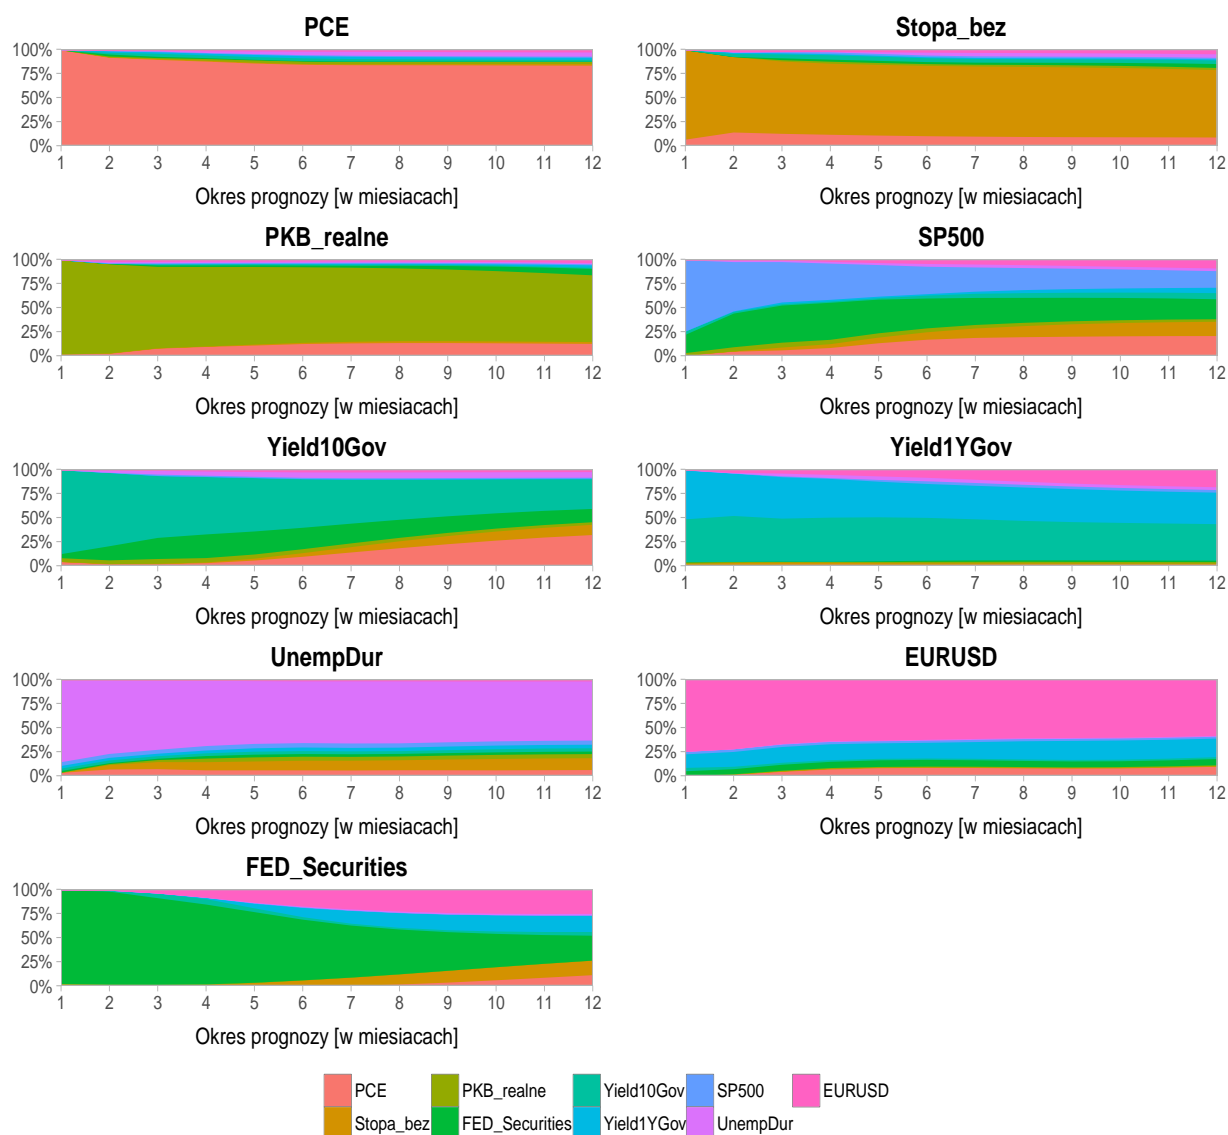 PCE
100%
75%
50%
25%
0%
1 2 3 4 5 6 7 8 9 10 11 12
Okres prognozy [w miesiacach]
Stopa_bez
100%
75%
50%
25%
0%
1 2 3 4 5 6 7 8 9 10 11 12
Okres prognozy [w miesiacach]
PKB_realne
100%
75%
50%
25%
0%
1 2 3 4 5 6 7 8 9 10 11 12
Okres prognozy [w miesiacach]
SP500
100%
75%
50%
25%
0%
1 2 3 4 5 6 7 8 9 10 11 12
Okres prognozy [w miesiacach]
Yield10Gov
100%
75%
50%
25%
0%
1 2 3 4 5 6 7 8 9 10 11 12
Okres prognozy [w miesiacach]
Yield1YGov
100%
75%
50%
25%
0%
1 2 3 4 5 6 7 8 9 10 11 12
Okres prognozy [w miesiacach]
UnempDur
100%
75%
50%
25%
0%
1 2 3 4 5 6 7 8 9 10 11 12
Okres prognozy [w miesiacach]
EURUSD
100%
75%
50%
25%
0%
1 2 3 4 5 6 7 8 9 10 11 12
Okres prognozy [w miesiacach]
FED_Securities
100%
75%
50%
25%
0%
1 2 3 4 5 6 7 8 9 10 11 12
Okres prognozy [w miesiacach]
PCE PKB_realne Yield10Gov SP500 EURUSD
Stopa_bez FED_Securities Yield1YGov UnempDur